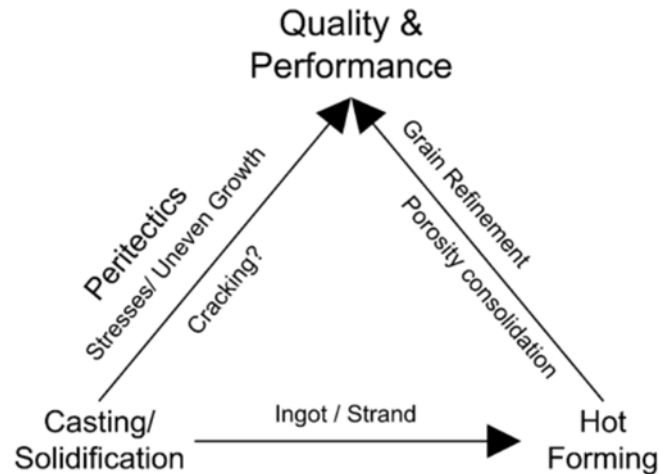 Quality &
Performance
Peritectics
Stresses/ Uneven Growth
Cracking?
Grain Refinement
Porosity consolidation
Casting/
Solidification
Ingot / Strand
Hot
Forming